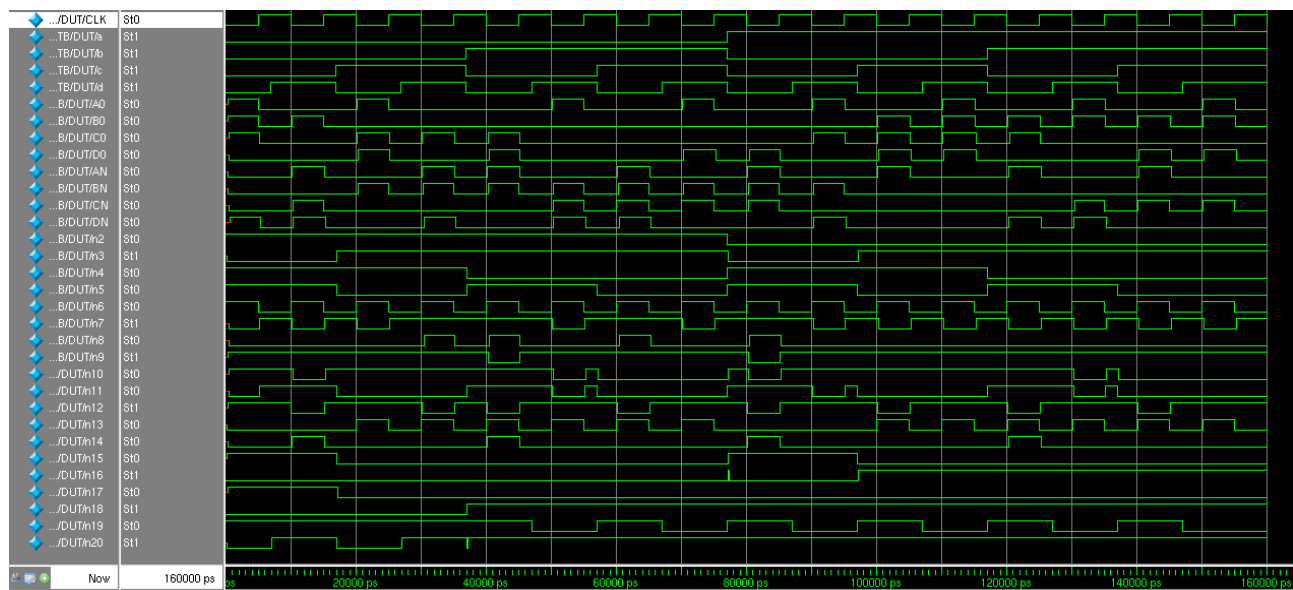 .../DUT/CLK St0
...TB/DUT/a St1
...TB/DUT/b St1
...TB/DUT/c St1
...TB/DUT/d St1
...B/DUT/A0 St0
...B/DUT/B0 St0
...B/DUT/C0 St0
...B/DUT/D0 St0
...B/DUT/AN St0
...B/DUT/BN St0
...B/DUT/CN St0
...B/DUT/DN St0
...B/DUT/n2 St0
...B/DUT/n3 St1
...B/DUT/n4 St0
...B/DUT/n5 St0
...B/DUT/n6 St0
...B/DUT/n7 St1
...B/DUT/n8 St0
...B/DUT/n9 St1
.../DUT/n10 St0
.../DUT/n11 St0
.../DUT/n12 St1
.../DUT/n13 St0
.../DUT/n14 St0
.../DUT/n15 St0
.../DUT/n16 St1
.../DUT/n17 St0
.../DUT/n18 St1
.../DUT/n19 St0
.../DUT/n20 St1
Now 160000 ps
ps 20000 ps 40000 ps 60000 ps 80000 ps 100000 ps 120000 ps 140000 ps 160000 ps